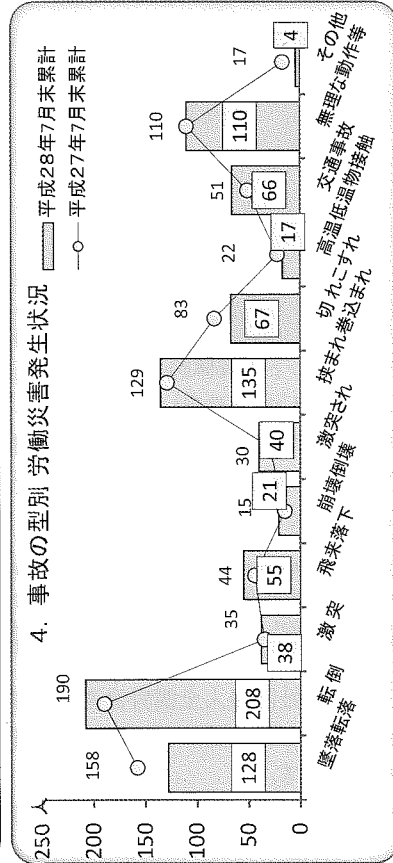 4. 事故の型別 労働災害発生状況
平成28年7月末累計
平成27年7月末累計
人
250
200
150
100
50
0
158
190
35
44
15
30
129
83
22
51
110
17
128
208
38
55
21
40
135
67
17
66
110
4
墜落転落
転倒
激突
飛来落下
崩壊倒壊
激突され
挟まれ巻込まれ
切れこすれ
高温低温物接触
交通事故
無理な動作等
その他